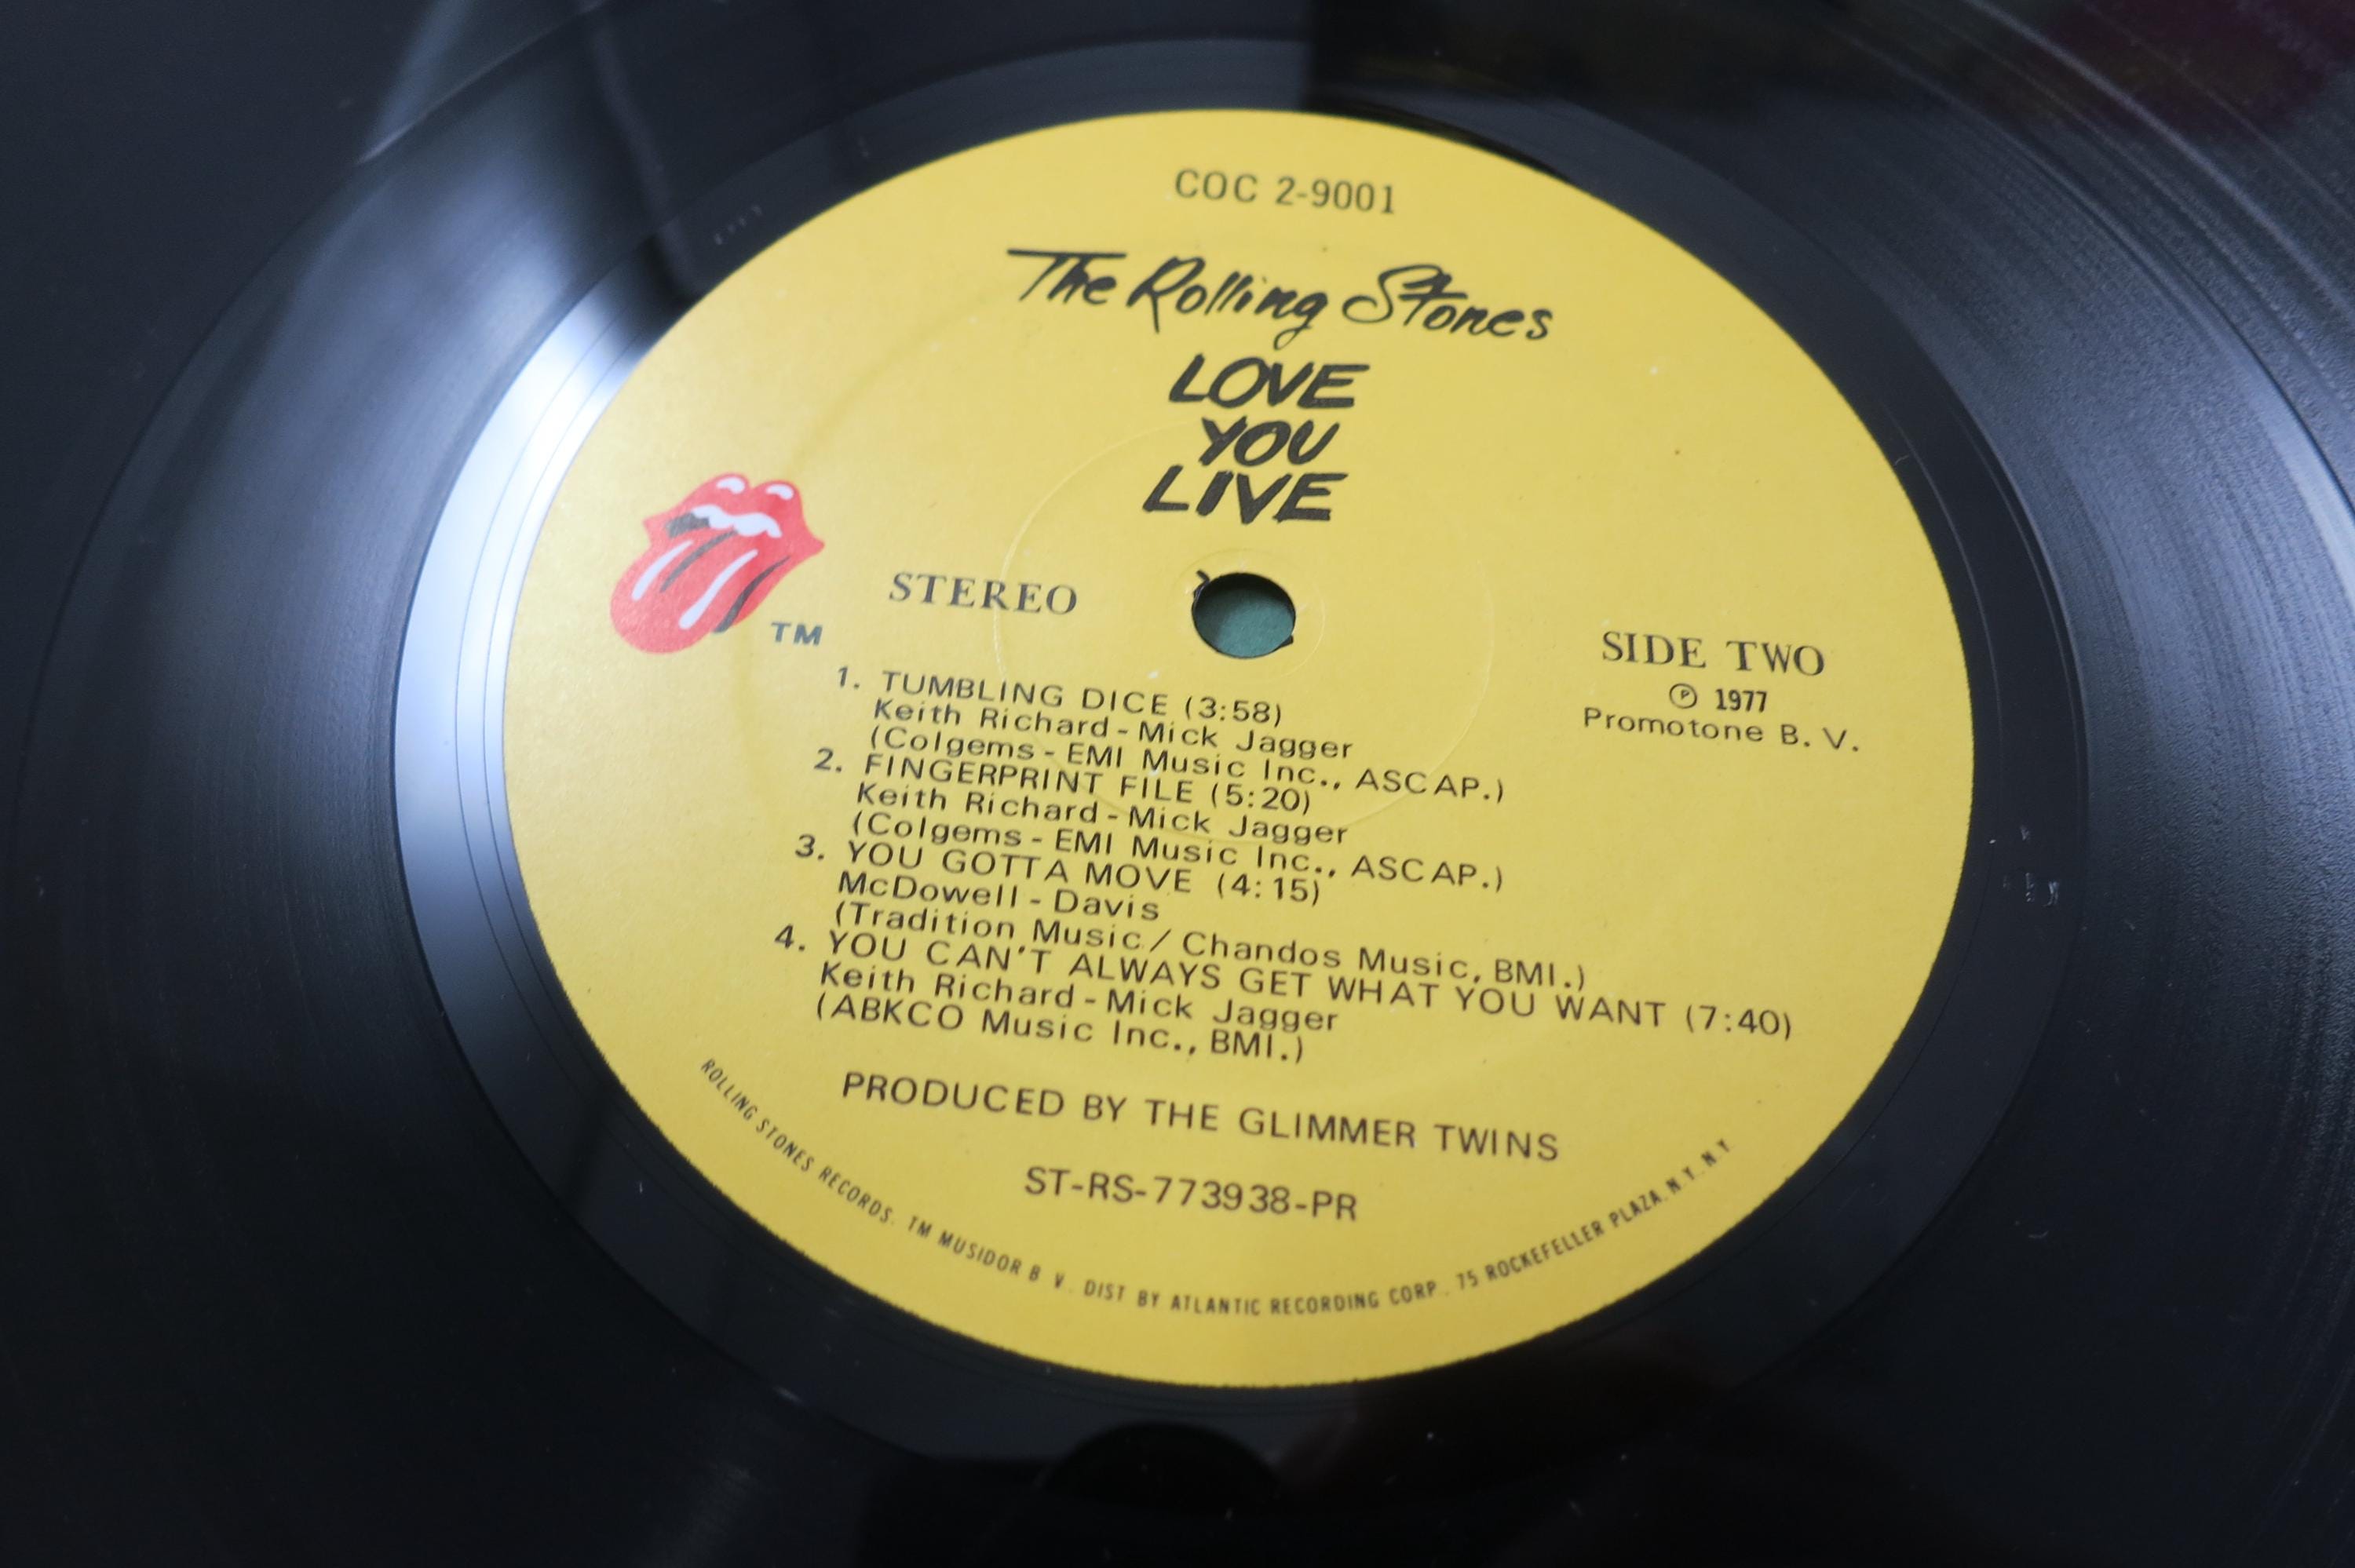 COC 2-9001
The Rolling Stones
LOVE
YOU
LIVE
TM
STEREO
SIDE TWO
Ⓟ 1977
Promotone B. V.
1. TUMBLING DICE (3:58)
Keith Richard - Mick Jagger
(Colgems - EMI Music Inc., ASCAP.)
2. FINGERPRINT FILE (5:20)
Keith Richard - Mick Jagger
(Colgems - EMI Music Inc., ASCAP.)
3. YOU GOTTA MOVE (4:15)
McDowell - Davis
(Tradition Music / Chandos Music, BMI.)
4. YOU CAN'T ALWAYS GET WHAT YOU WANT (7:40)
Keith Richard - Mick Jagger
(ABKCO Music Inc., BMI.)
PRODUCED BY THE GLIMMER TWINS
ST-RS-773938-PR
ROLLING STONES RECORDS. TM MUSIDOR B V. DIST BY ATLANTIC RECORDING CORP. 75 ROCKEFELLER PLAZA. N.Y. N.Y